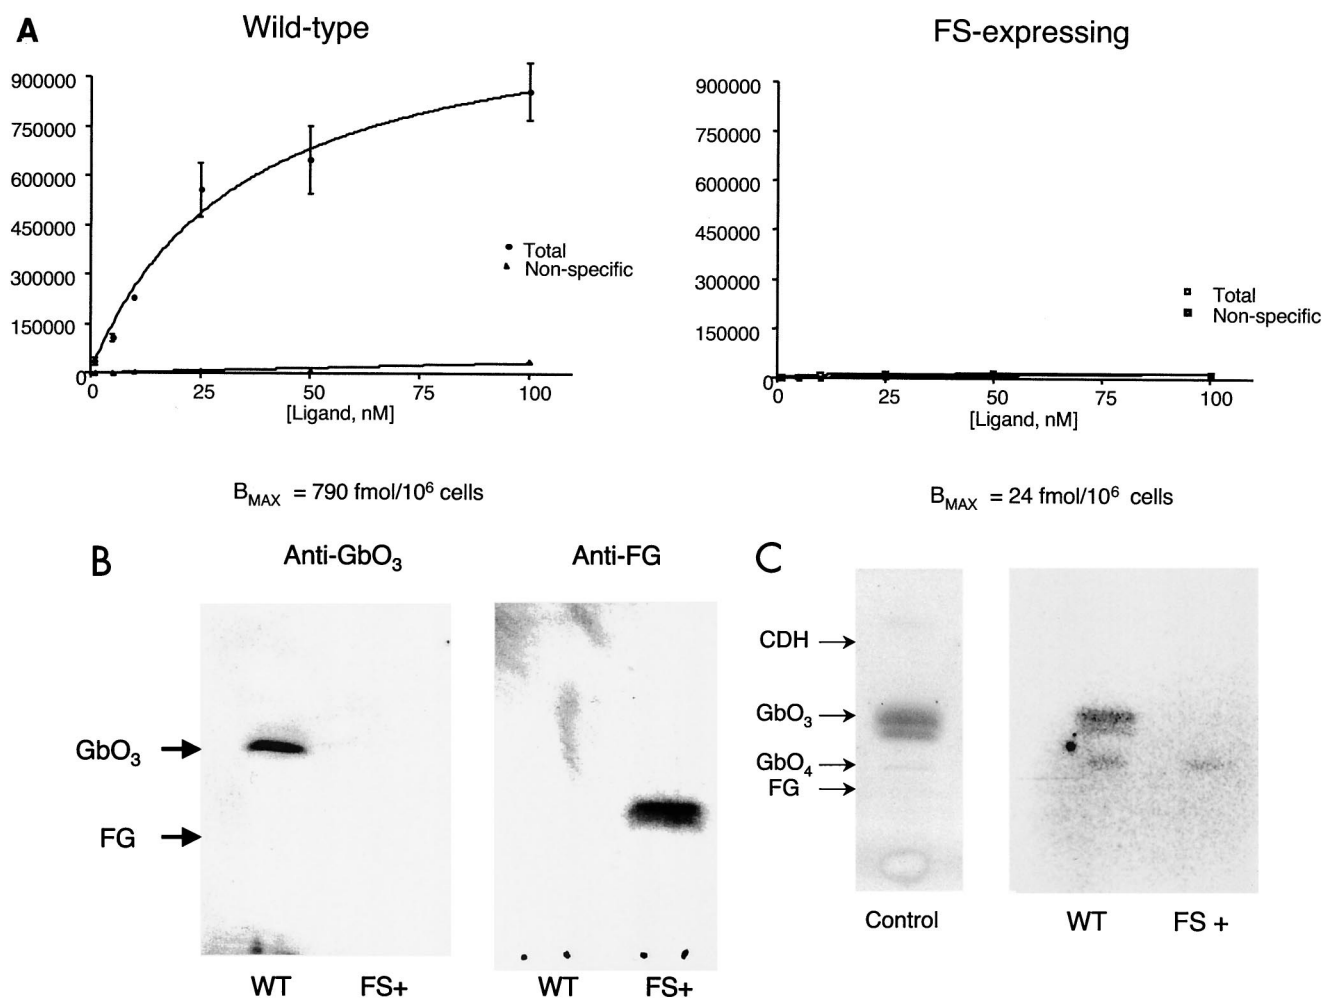 A
Wild-type
FS-expressing
900000
750000
600000
450000
300000
150000
0
0 25 50 75 100
[Ligand, nM]
Total
Non-specific
900000
750000
600000
450000
300000
150000
0
0 25 50 75 100
[Ligand, nM]
Total
Non-specific
BMAX = 790 fmol/10⁶ cells
BMAX = 24 fmol/10⁶ cells
B
Anti-GbO₃
Anti-FG
GbO₃
FG
WT FS+
WT FS+
C
CDH
GbO₃
GbO₄
FG
Control
WT FS +